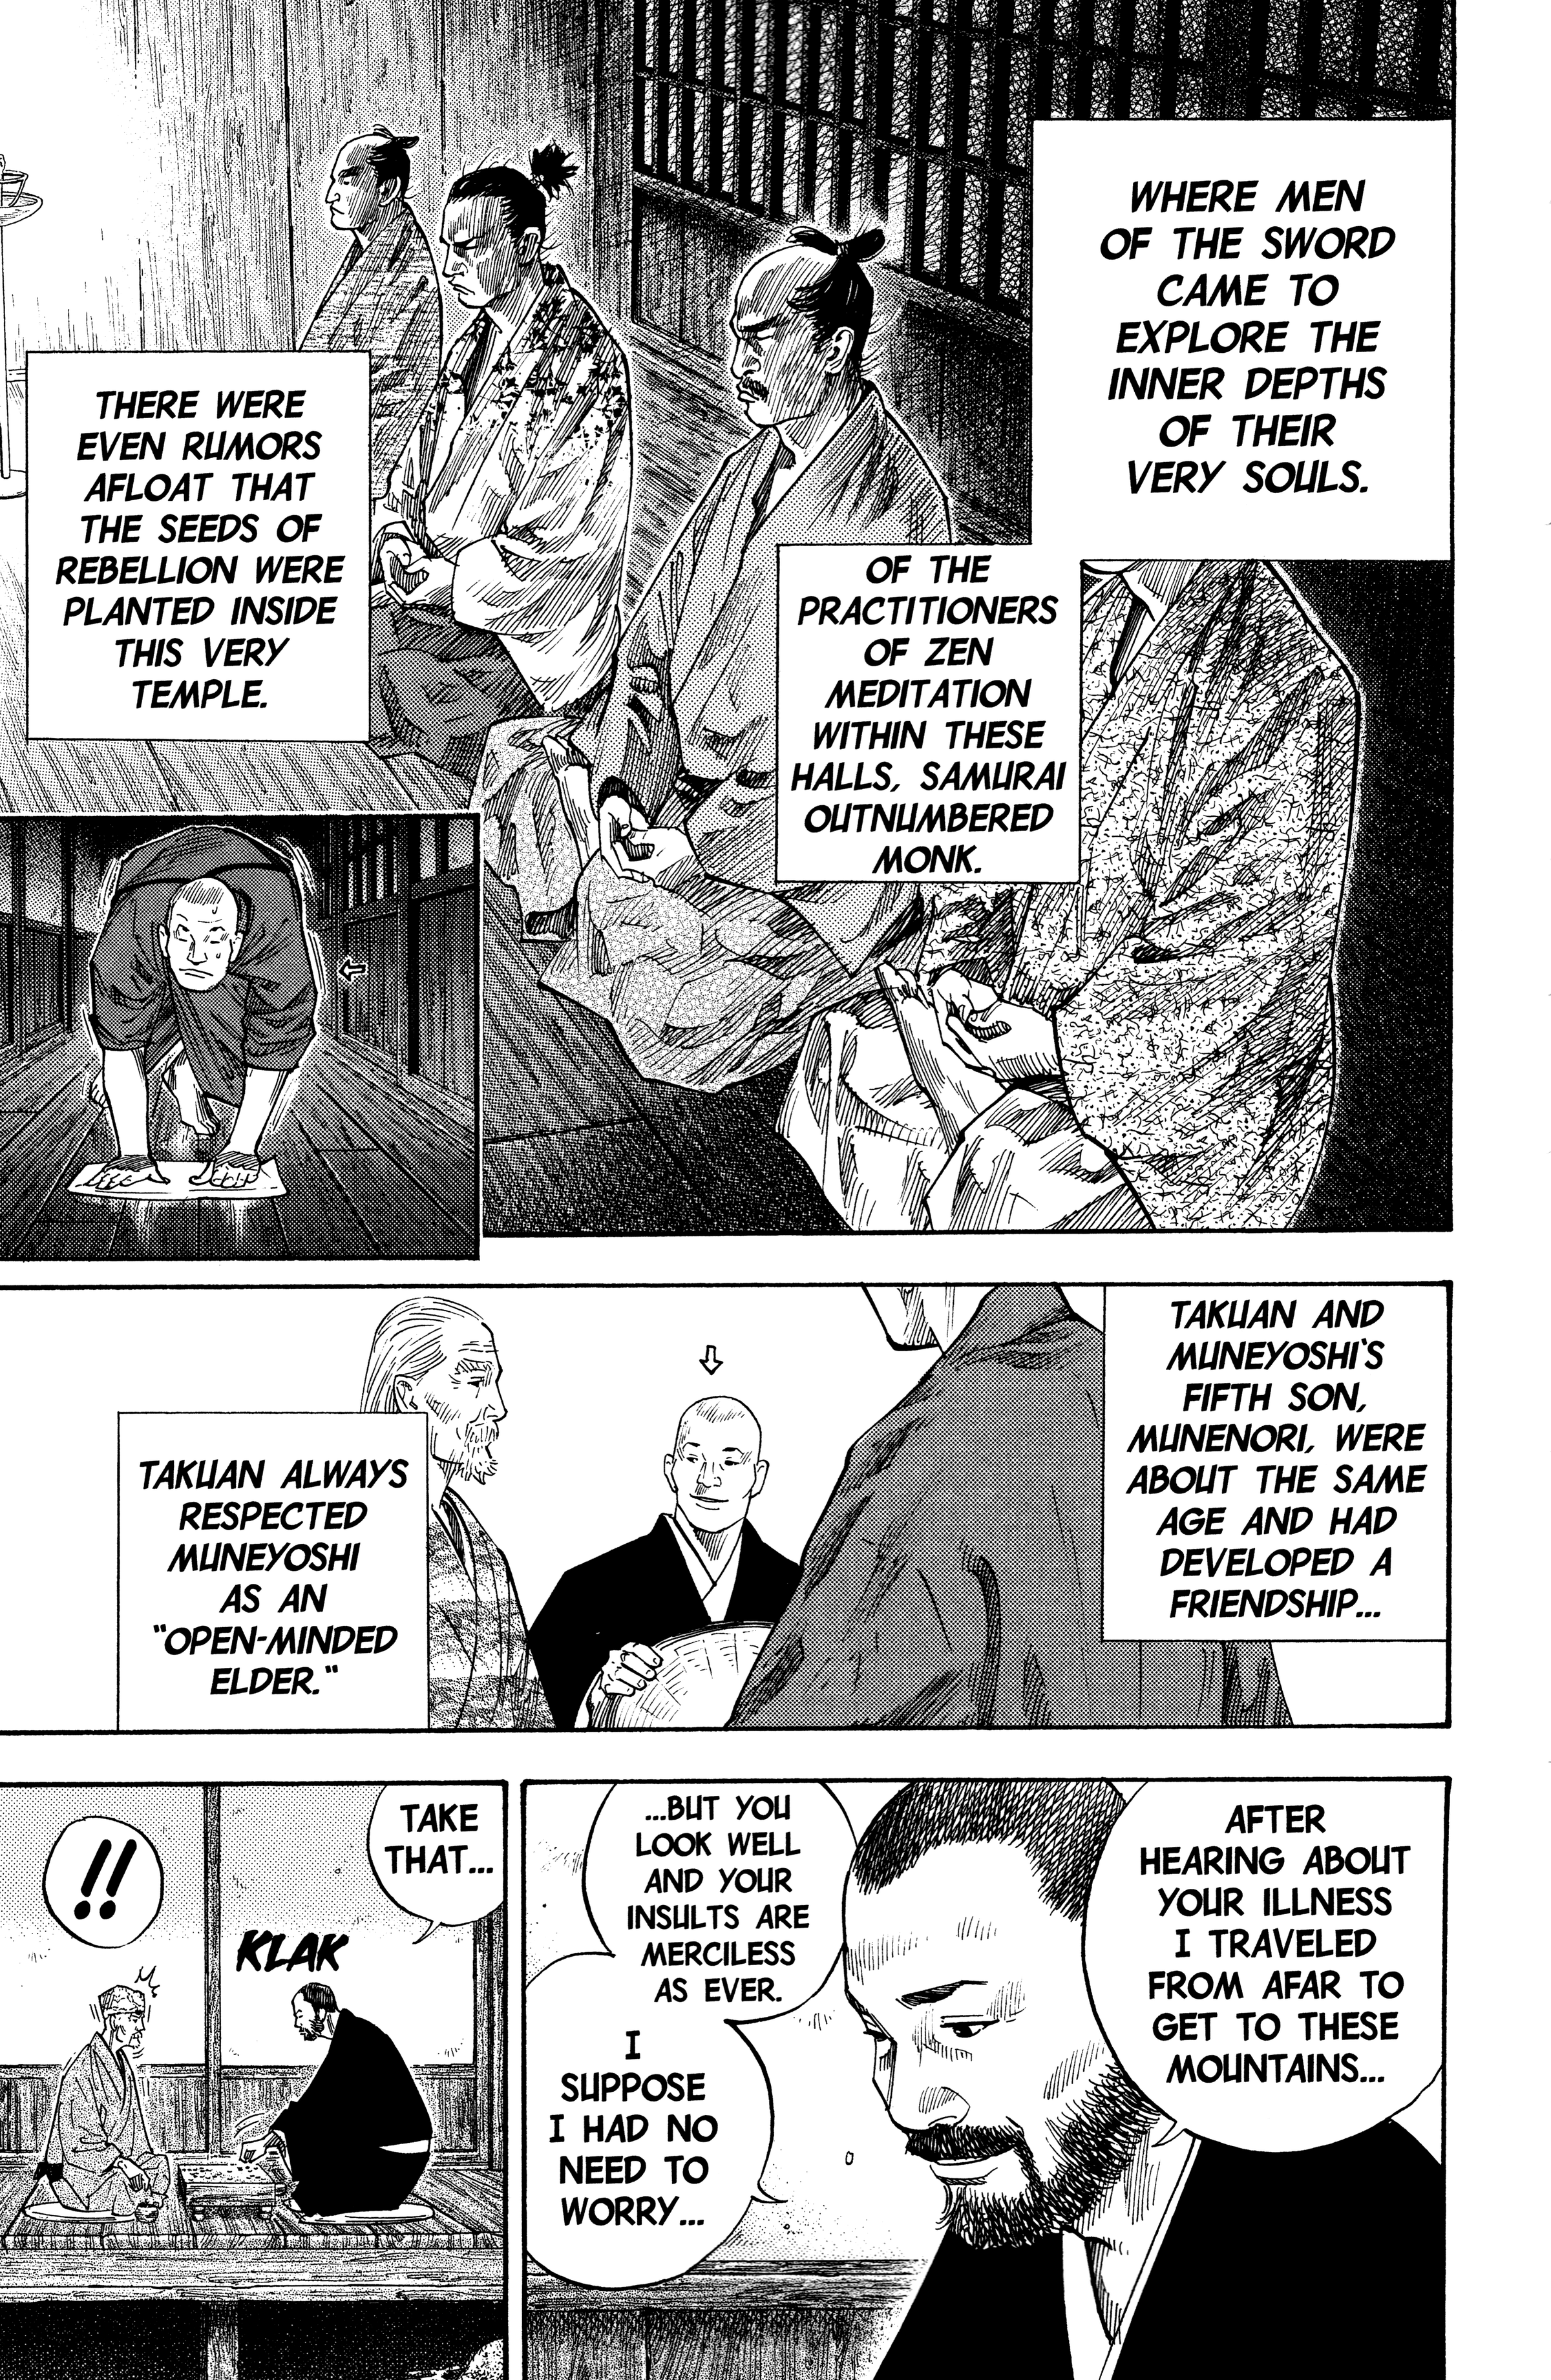 WHERE MEN
OF THE SWORD
CAME TO
EXPLORE THE
INNER DEPTHS
OF THEIR
VERY SOULS.
OF THE
PRACTITIONERS
OF ZEN
MEDITATION
WITHIN THESE
HALLS, SAMURAI
OUTNUMBERED
MONK.
THERE WERE
EVEN RUMORS
AFLOAT THAT
THE SEEDS OF
REBELLION WERE
PLANTED INSIDE
THIS VERY
TEMPLE.
TAKUAN AND
MUNEYOSHI'S
FIFTH SON,
MUNENORI, WERE
ABOUT THE SAME
AGE AND HAD
DEVELOPED A
FRIENDSHIP...
TAKUAN ALWAYS
RESPECTED
MUNEYOSHI
AS AN
"OPEN-MINDED
ELDER."
AFTER
HEARING ABOUT
YOUR ILLNESS
I TRAVELED
FROM AFAR TO
GET TO THESE
MOUNTAINS...
...BUT YOU
LOOK WELL
AND YOUR
INSULTS ARE
MERCILESS
AS EVER.
I
SUPPOSE
I HAD NO
NEED TO
WORRY...
TAKE
THAT...
KLAK
!!